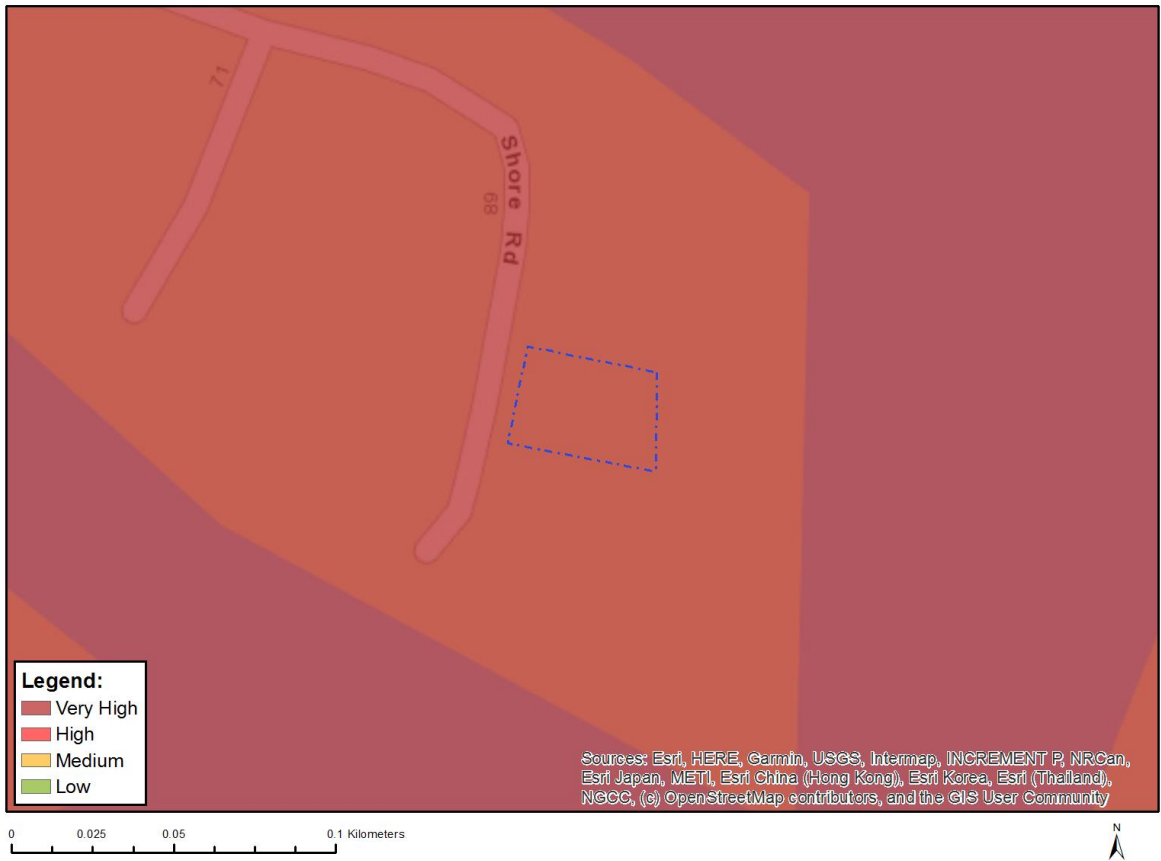 71
Shore Rd
68
Legend:
Very High
High
Medium
Low
Sources: Esri, HERE, Garmin, USGS, Intermap, INCREMENT P, NRCan,
Esri Japan, METI, Esri China (Hong Kong), Esri Korea, Esri (Thailand),
NGCC, (c) OpenStreetMap contributors, and the GIS User Community
0 0.025 0.05 0.1 Kilometers
N